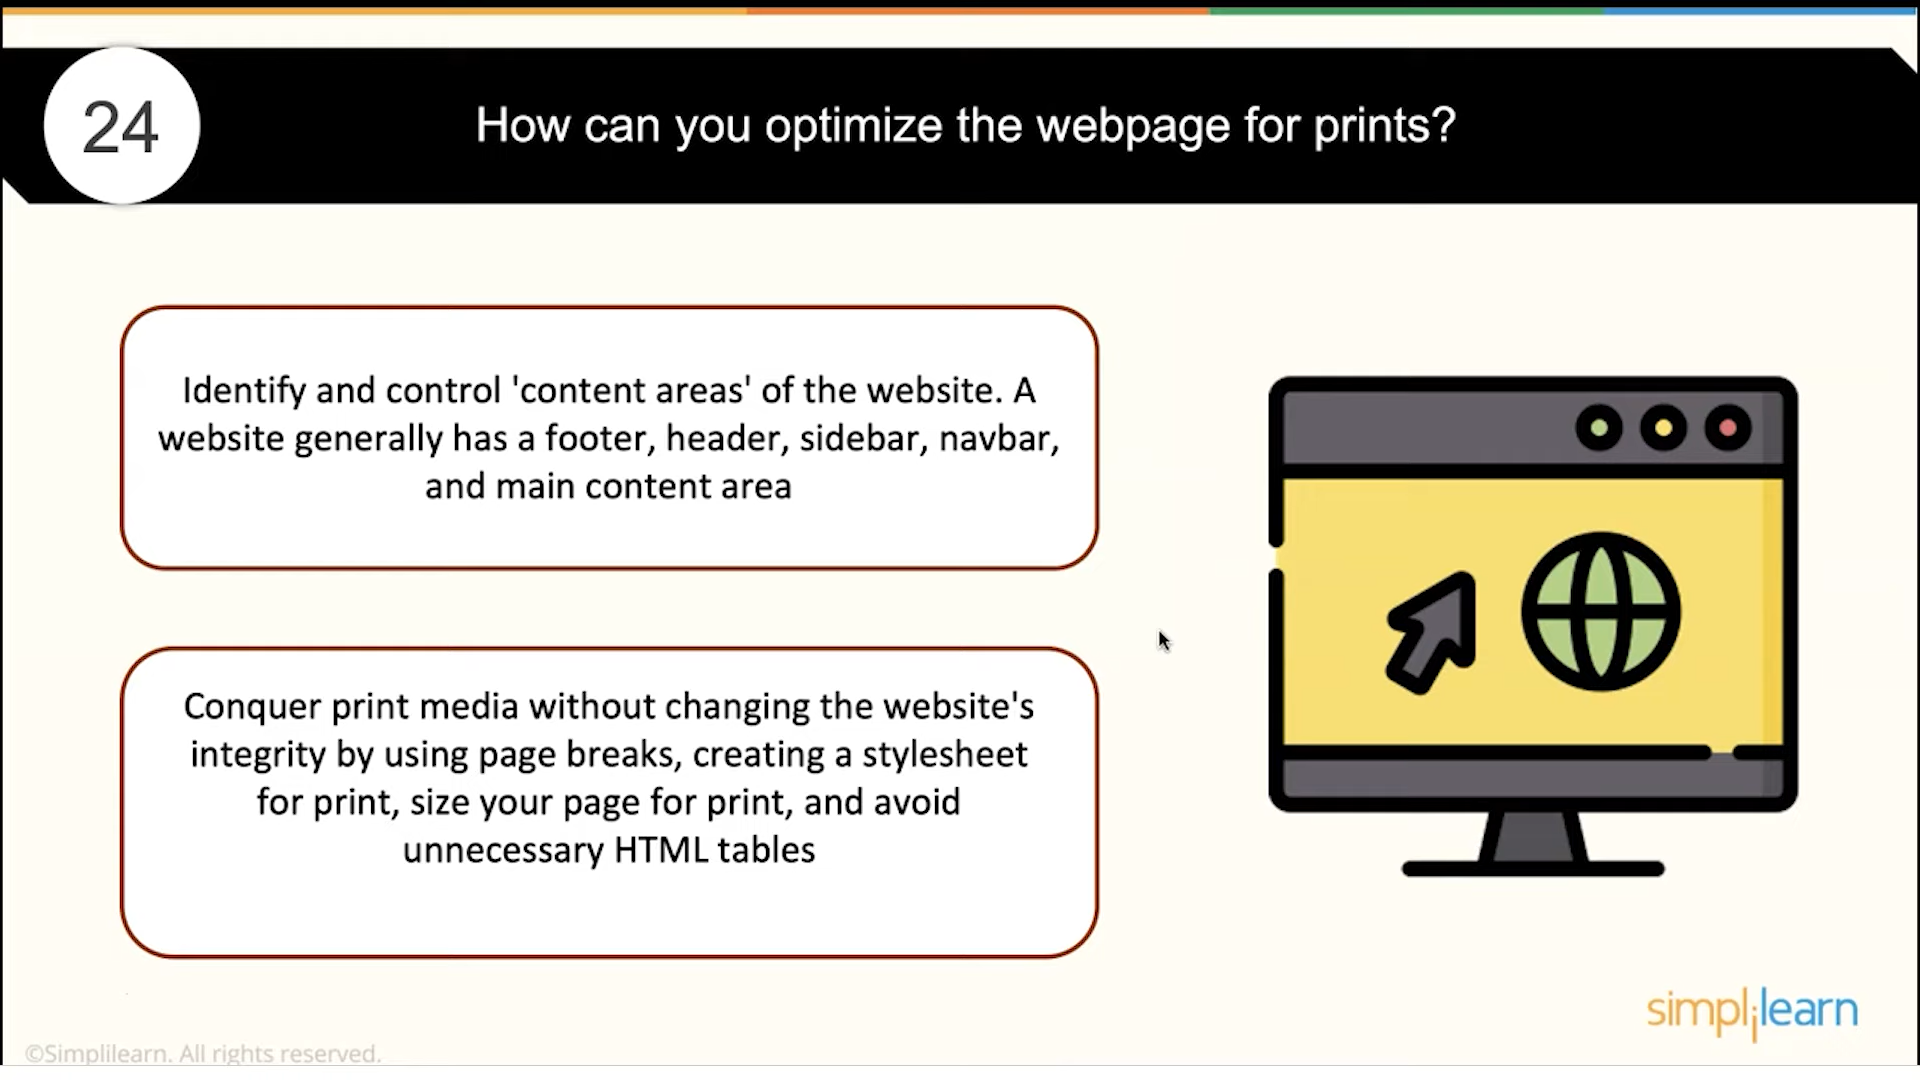 24
How can you optimize the webpage for prints?
Identify and control 'content areas' of the website. A
website generally has a footer, header, sidebar, navbar,
and main content area
Conquer print media without changing the website's
integrity by using page breaks, creating a stylesheet
for print, size your page for print, and avoid
unnecessary HTML tables
simplilearn
©Simplilearn. All rights reserved.